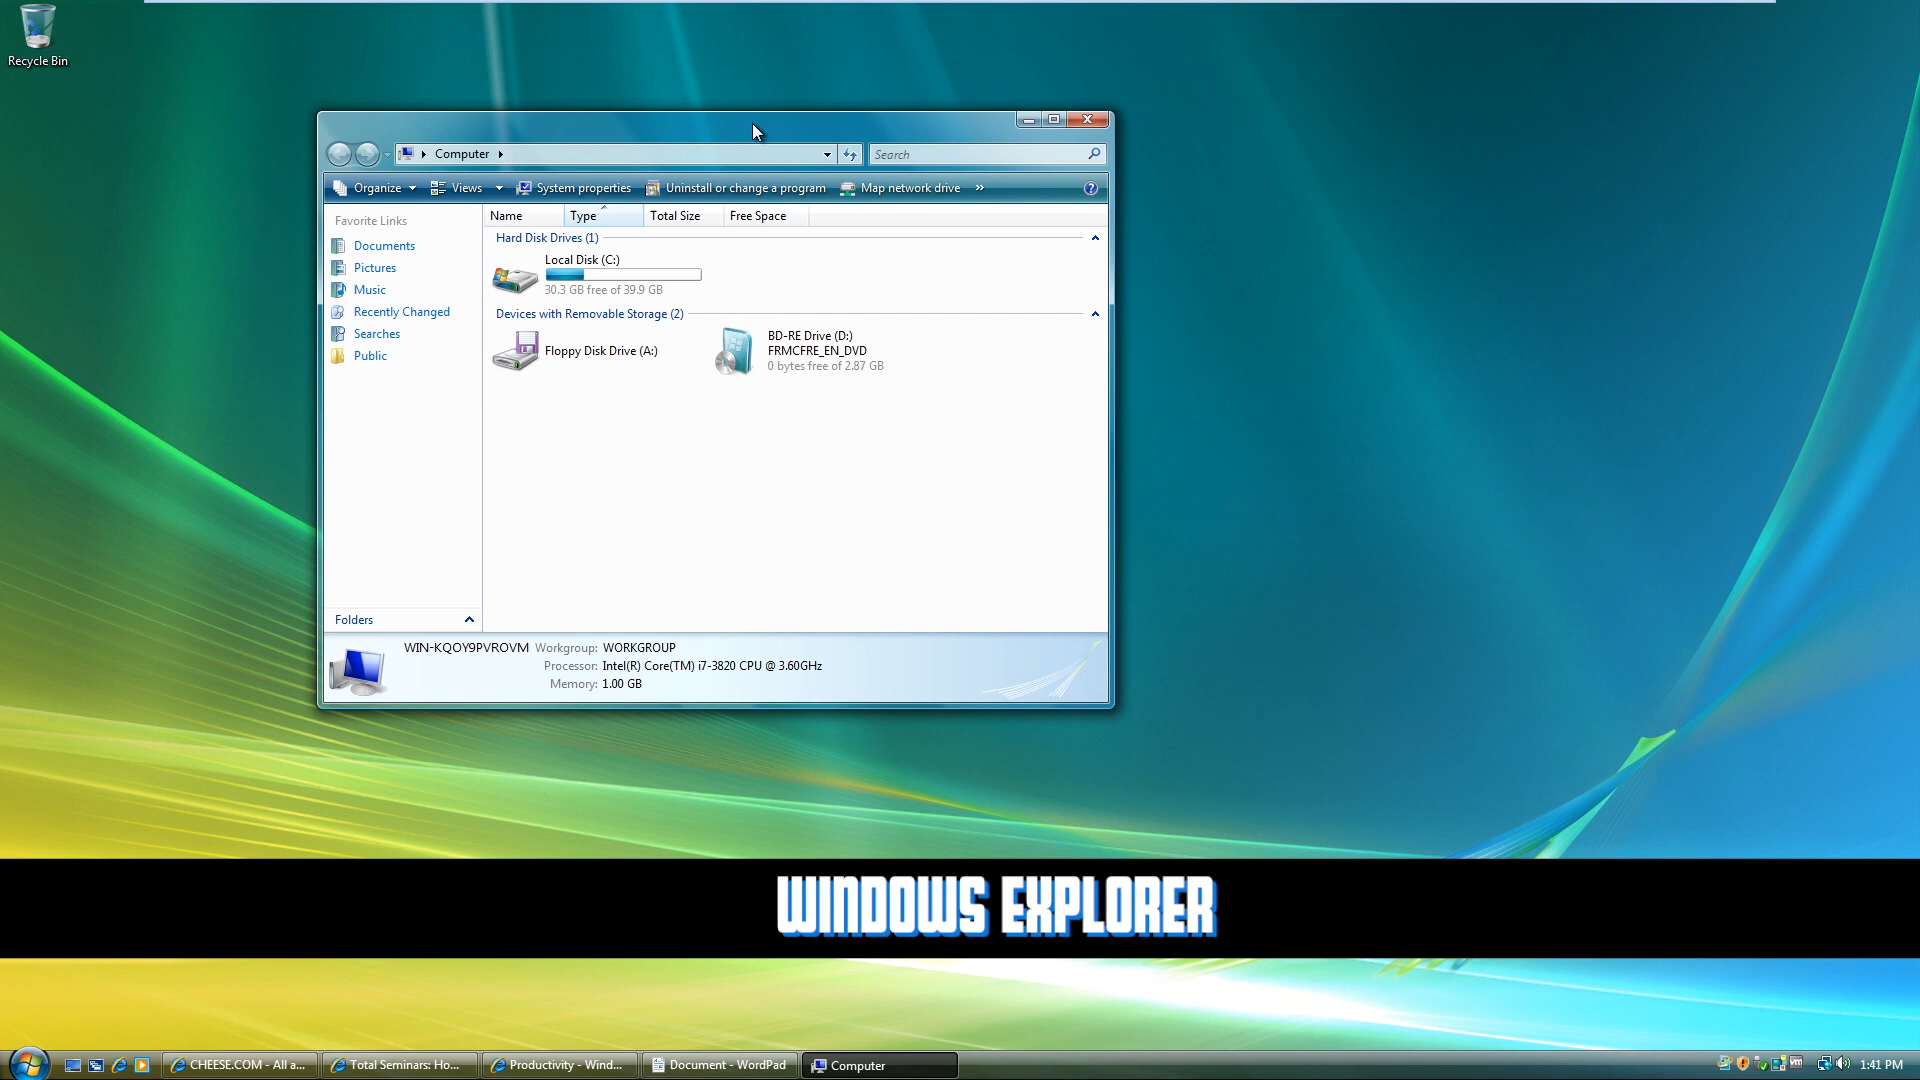 Recycle Bin
Computer
Search
Organize Views System properties Uninstall or change a program Map network drive »
Favorite Links
Documents
Pictures
Music
Recently Changed
Searches
Public
Folders
Name Type Total Size Free Space
Hard Disk Drives (1)
Local Disk (C:)
30.3 GB free of 39.9 GB
Devices with Removable Storage (2)
Floppy Disk Drive (A:)
BD-RE Drive (D:)
FRMCFRE_EN_DVD
0 bytes free of 2.87 GB
WIN-KQOY9PVROVM Workgroup: WORKGROUP
Processor: Intel(R) Core(TM) i7-3820 CPU @ 3.60GHz
Memory: 1.00 GB
WINDOWS EXPLORER
CHEESE.COM - All a... Total Seminars: Ho... Productivity - Wind... Document - WordPad Computer 1:41 PM